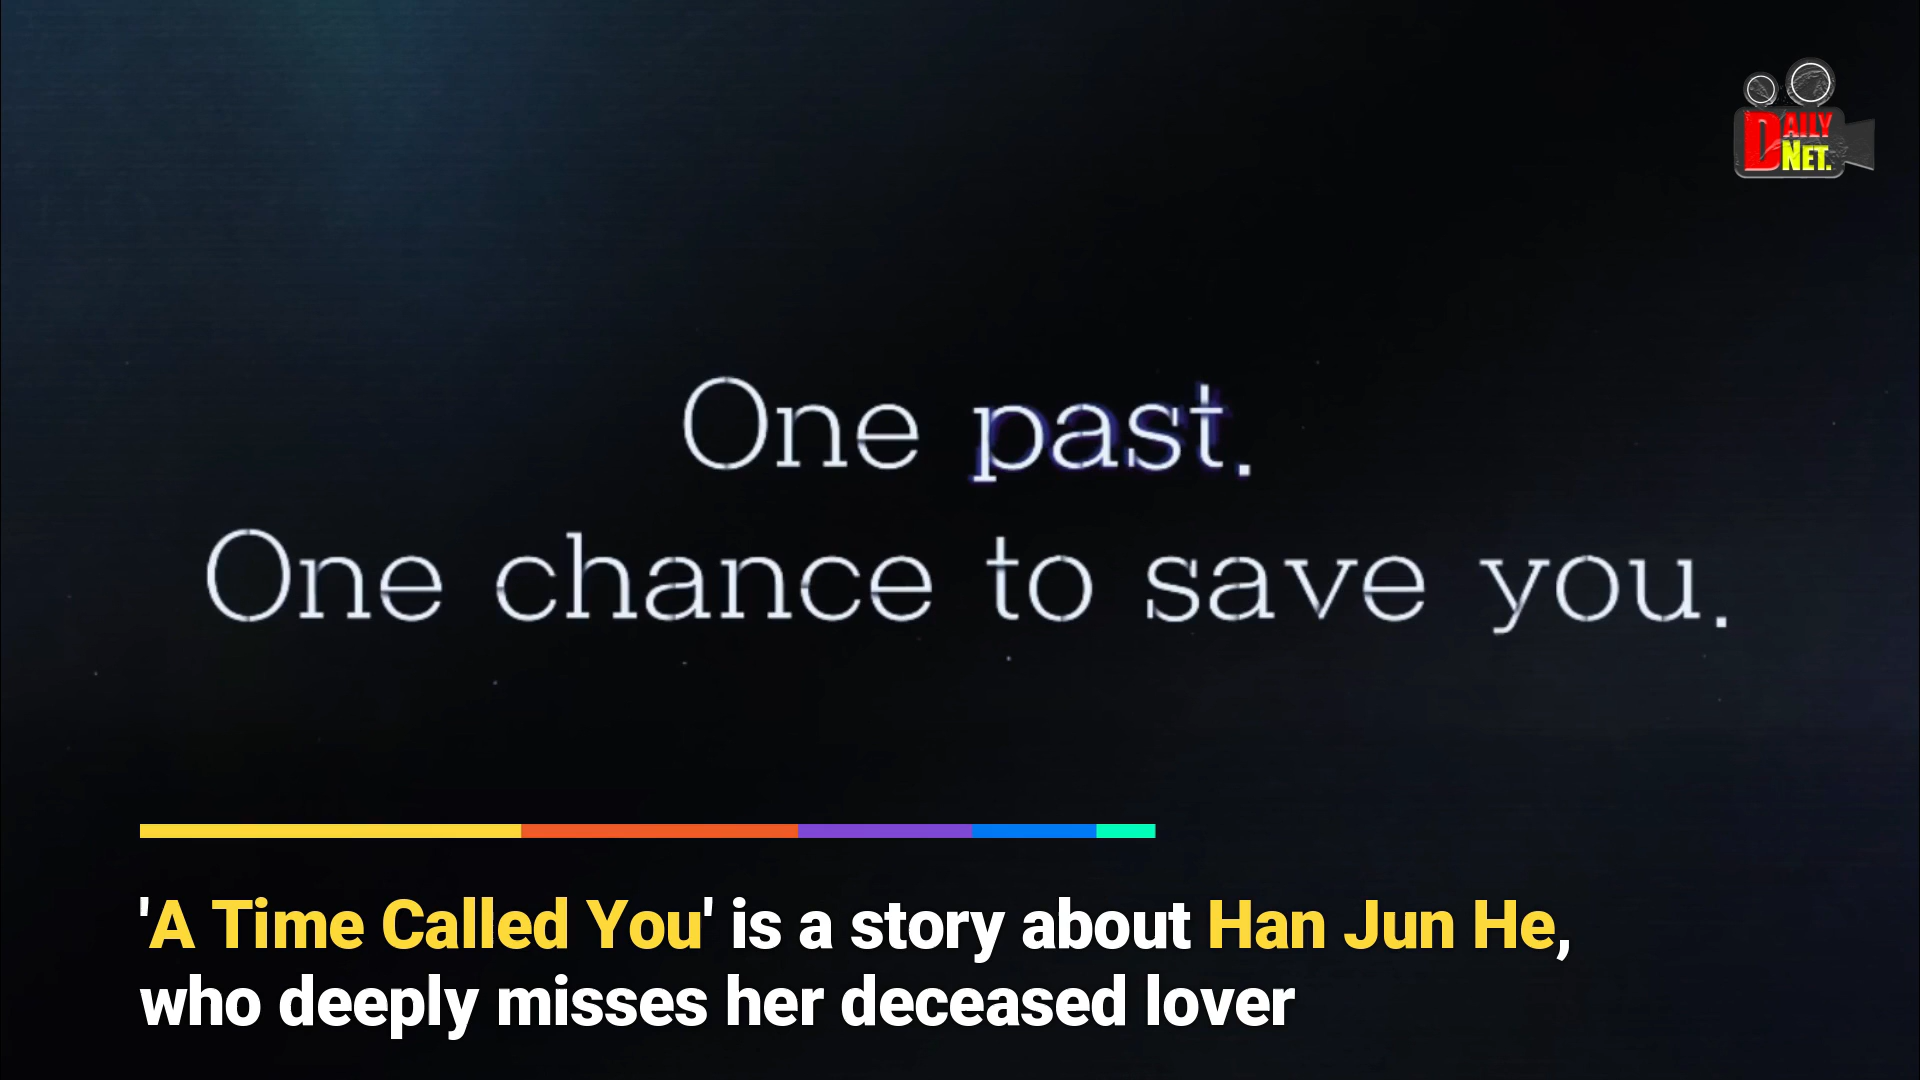 DAILY
NET.
One past.
One chance to save you.
'A Time Called You' is a story about Han Jun He,
who deeply misses her deceased lover